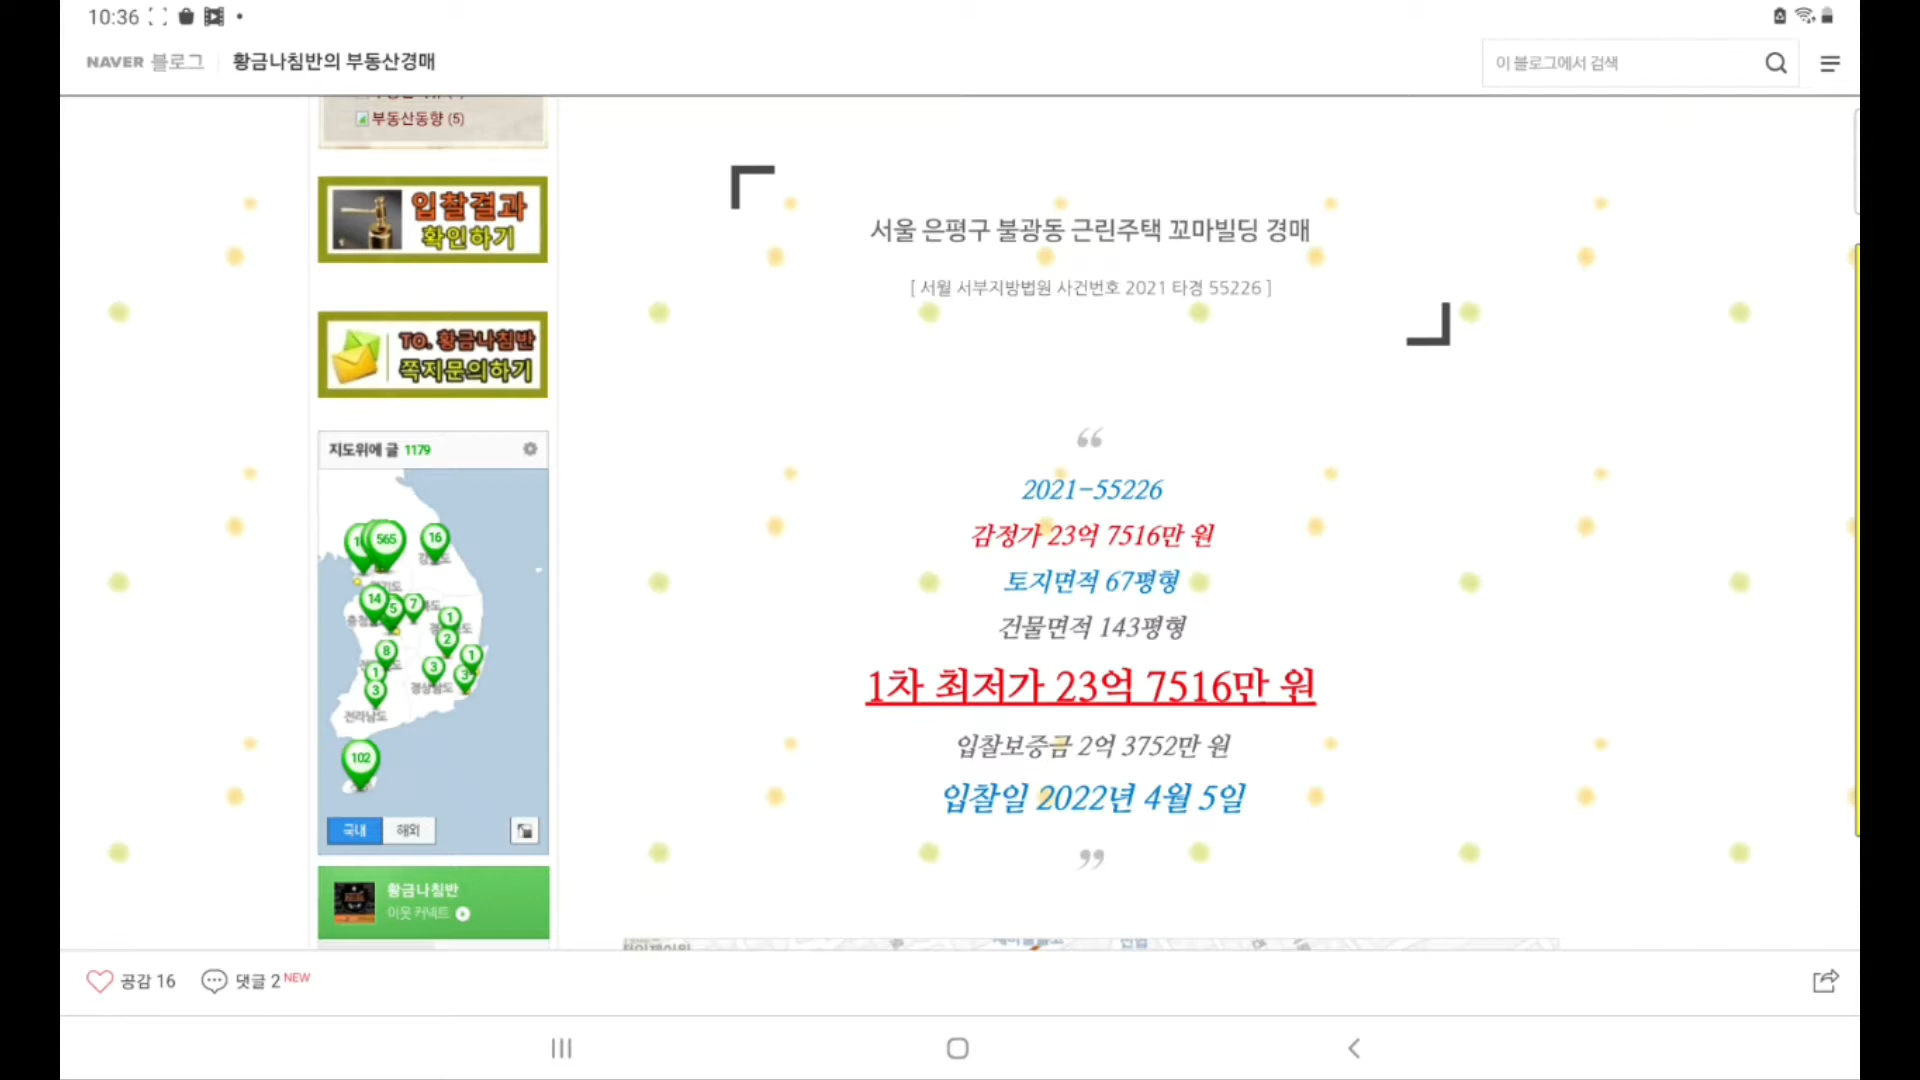 10:36
NAVER 블로그 황금나침반의 부동산경매
이 블로그에서 검색
부동산동향 (5)
입찰결과
확인하기
TO. 황금나침반
쪽지문의하기
지도위에 글 1179
565
16
14
5
7
1
2
8
1
3
1
3
3
경상남도
전라남도
102
국내 해외
황금나침반
이웃 커넥트
서울 은평구 불광동 근린주택 꼬마빌딩 경매
[ 서월 서부지방법원 사건번호 2021 타경 55226 ]
“
2021-55226
감정가 23억 7516만 원
토지면적 67평형
건물면적 143평형
1차 최저가 23억 7516만 원
입찰보증금 2억 3752만 원
입찰일 2022년 4월 5일
”
공감 16 댓글 2 NEW